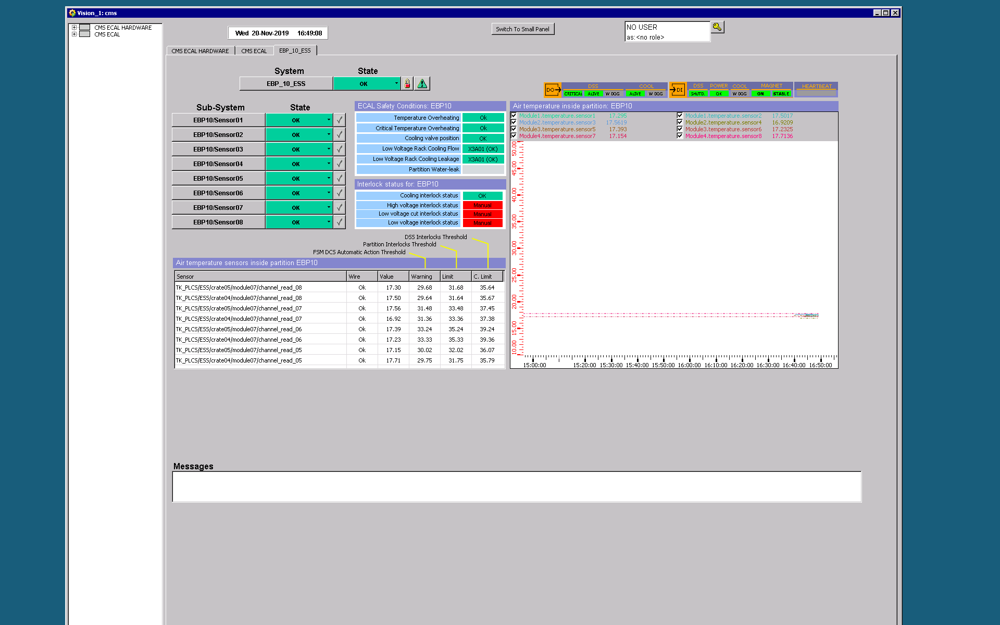 Vision_1: cms
CMS ECAL HARDWARE
CMS ECAL
Wed 20-Nov-2019 16:49:08
Switch To Small Panel
NO USER
as:<no role>
CMS ECAL HARDWARE CMS ECAL EBP_10_ESS
System State
EBP_10_ESS OK
DO DSS COOL DI DSS POWER COOL MAGNET HEARTBEAT
CRITICAL ALIVE W DOG ALIVE W DOG SHUTD. OK W DOG ON STABLE
Sub-System State
EBP10/Sensor01 OK
EBP10/Sensor02 OK
EBP10/Sensor03 OK
EBP10/Sensor04 OK
EBP10/Sensor05 OK
EBP10/Sensor06 OK
EBP10/Sensor07 OK
EBP10/Sensor08 OK
ECAL Safety Conditions: EBP10
Temperature Overheating Ok
Critical Temperature Overheating Ok
Cooling valve position OK
Low Voltage Rack Cooling Flow X3A01 (OK)
Low Voltage Rack Cooling Leakage X3A01 (OK)
Partition Water-leak
Interlock status for: EBP10
Cooling interlock status OK
High voltage interlock status Manual
Low voltage cut interlock status Manual
Low voltage interlock status Manual
Air temperature inside partition: EBP10
Module1.temperature.sensor1 17.295 Module1.temperature.sensor2 17.5017
Module2.temperature.sensor3 17.5619 Module2.temperature.sensor4 16.9209
Module3.temperature.sensor5 17.393 Module3.temperature.sensor6 17.2325
Module4.temperature.sensor7 17.154 Module4.temperature.sensor8 17.7136
50.00
45.00
40.00
35.00
30.00
25.00
20.00
15.00
10.00
15:00:00 15:20:00 15:30:00 15:40:00 15:50:00 16:00:00 16:10:00 16:20:00 16:30:00 16:40:00 16:50:00
DSS Interlocks Threshold
Partition Interlocks Threshold
FSM DCS Automatic Action Threshold
Air temperature sensors inside partition EBP10
Sensor Wire Value Warning Limit C. Limit
TK_PLCS/ESS/crate05/module07/channel_read_08 Ok 17.30 29.68 31.68 35.64
TK_PLCS/ESS/crate04/module07/channel_read_08 Ok 17.50 29.64 31.64 35.67
TK_PLCS/ESS/crate05/module07/channel_read_07 Ok 17.56 31.48 33.48 37.45
TK_PLCS/ESS/crate04/module07/channel_read_07 Ok 16.92 31.36 33.36 37.38
TK_PLCS/ESS/crate05/module07/channel_read_06 Ok 17.39 33.24 35.24 39.24
TK_PLCS/ESS/crate04/module07/channel_read_06 Ok 17.23 33.33 35.33 39.36
TK_PLCS/ESS/crate05/module07/channel_read_05 Ok 17.15 30.02 32.02 36.07
TK_PLCS/ESS/crate04/module07/channel_read_05 Ok 17.71 29.75 31.75 35.79
Messages